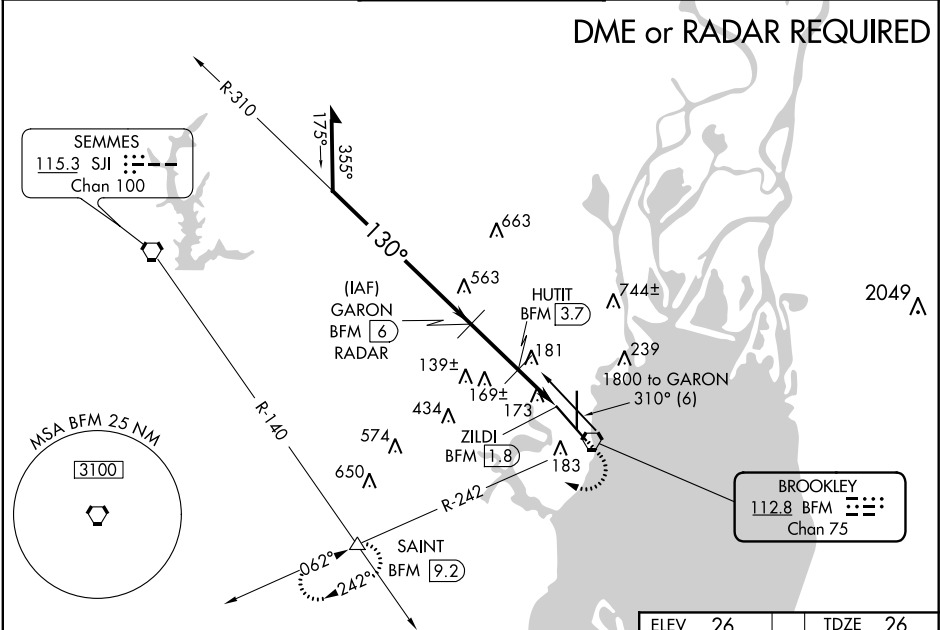 DME or RADAR REQUIRED
R-310
175°
355°
SEMMES
115.3 SJI
Chan 100
130°
663
563
(IAF)
GARON
BFM 6
RADAR
HUTIT
BFM 3.7
744±
2049
181
239
139±
169±
173
1800 to GARON
310° (6)
434
R-140
574
ZILDI
BFM 1.8
183
650
MSA BFM 25 NM
3100
R-242
BROOKLEY
112.8 BFM
Chan 75
SAINT
BFM 9.2
062°
242°
ELEV 26
TDZE 26